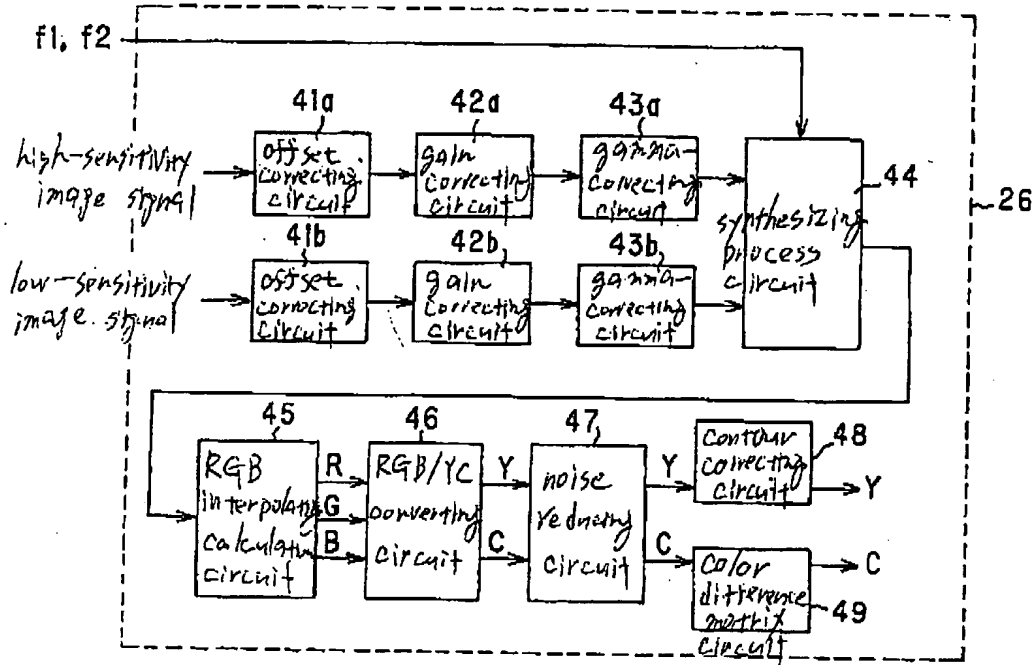 f1, f2
41a
42a
43a
high-sensitivity
image signal
offset
correcting
circuit
gain
correcting
circuit
gamma-
correcting
circuit
44
synthesizing
process
circuit
26
41b
42b
43b
low-sensitivity
image signal
offset
correcting
circuit
gain
correcting
circuit
gamma-
correcting
circuit
45
46
47
48
RGB
interpolating
calculating
circuit
R
G
B
RGB/YC
converting
circuit
Y
C
noise
reducing
circuit
Y
C
contour
correcting
circuit
Y
color
difference
matrix
circuit
C
49